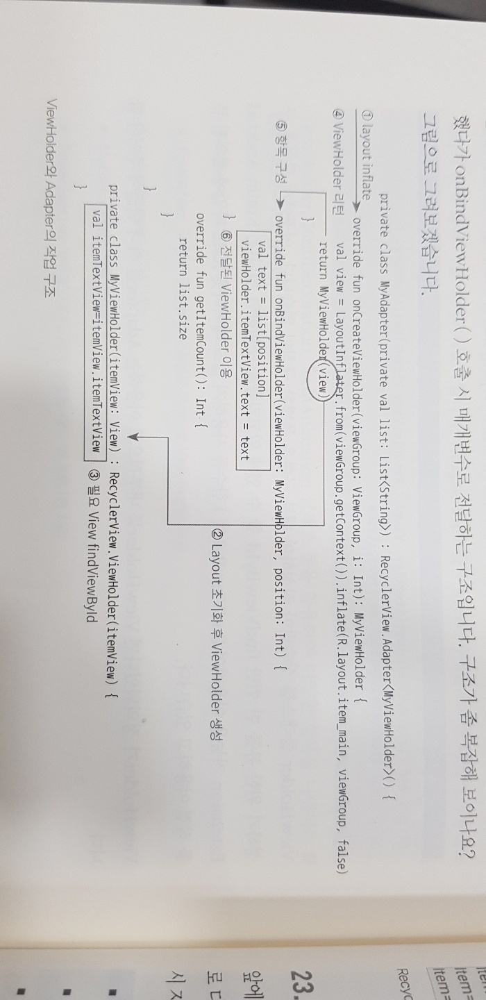 했다가 onBindViewHolder() 호출 시 매개변수로 전달하는 구조입니다. 구조가 좀 복잡해 보이나요?
그림으로 그려보겠습니다.
private class MyAdapter(private val list: List<String>) : RecyclerView.Adapter<MyViewHolder>() {
① layout inflate
override fun onCreateViewHolder(viewGroup: ViewGroup, i: Int): MyViewHolder {
④ ViewHolder 리턴
val view = LayoutInflater.from(viewGroup.getContext()).inflate(R.layout.item_main, viewGroup, false)
return MyViewHolder(view)
}
⑤ 항목 구성
override fun onBindViewHolder(viewHolder: MyViewHolder, position: Int) {
val text = list[position]
viewHolder.itemTextView.text = text
} ⑥ 전달된 ViewHolder 이용
② Layout 초기화 후 ViewHolder 생성
override fun getItemCount(): Int {
return list.size
}
}
private class MyViewHolder(itemView: View) : RecyclerView.ViewHolder(itemView) {
val itemTextView=itemView.itemTextView ③ 필요 View findViewById
}
ViewHolder와 Adapter의 작업 구조
item=
item=
Recyc
23.
앞에
로
시